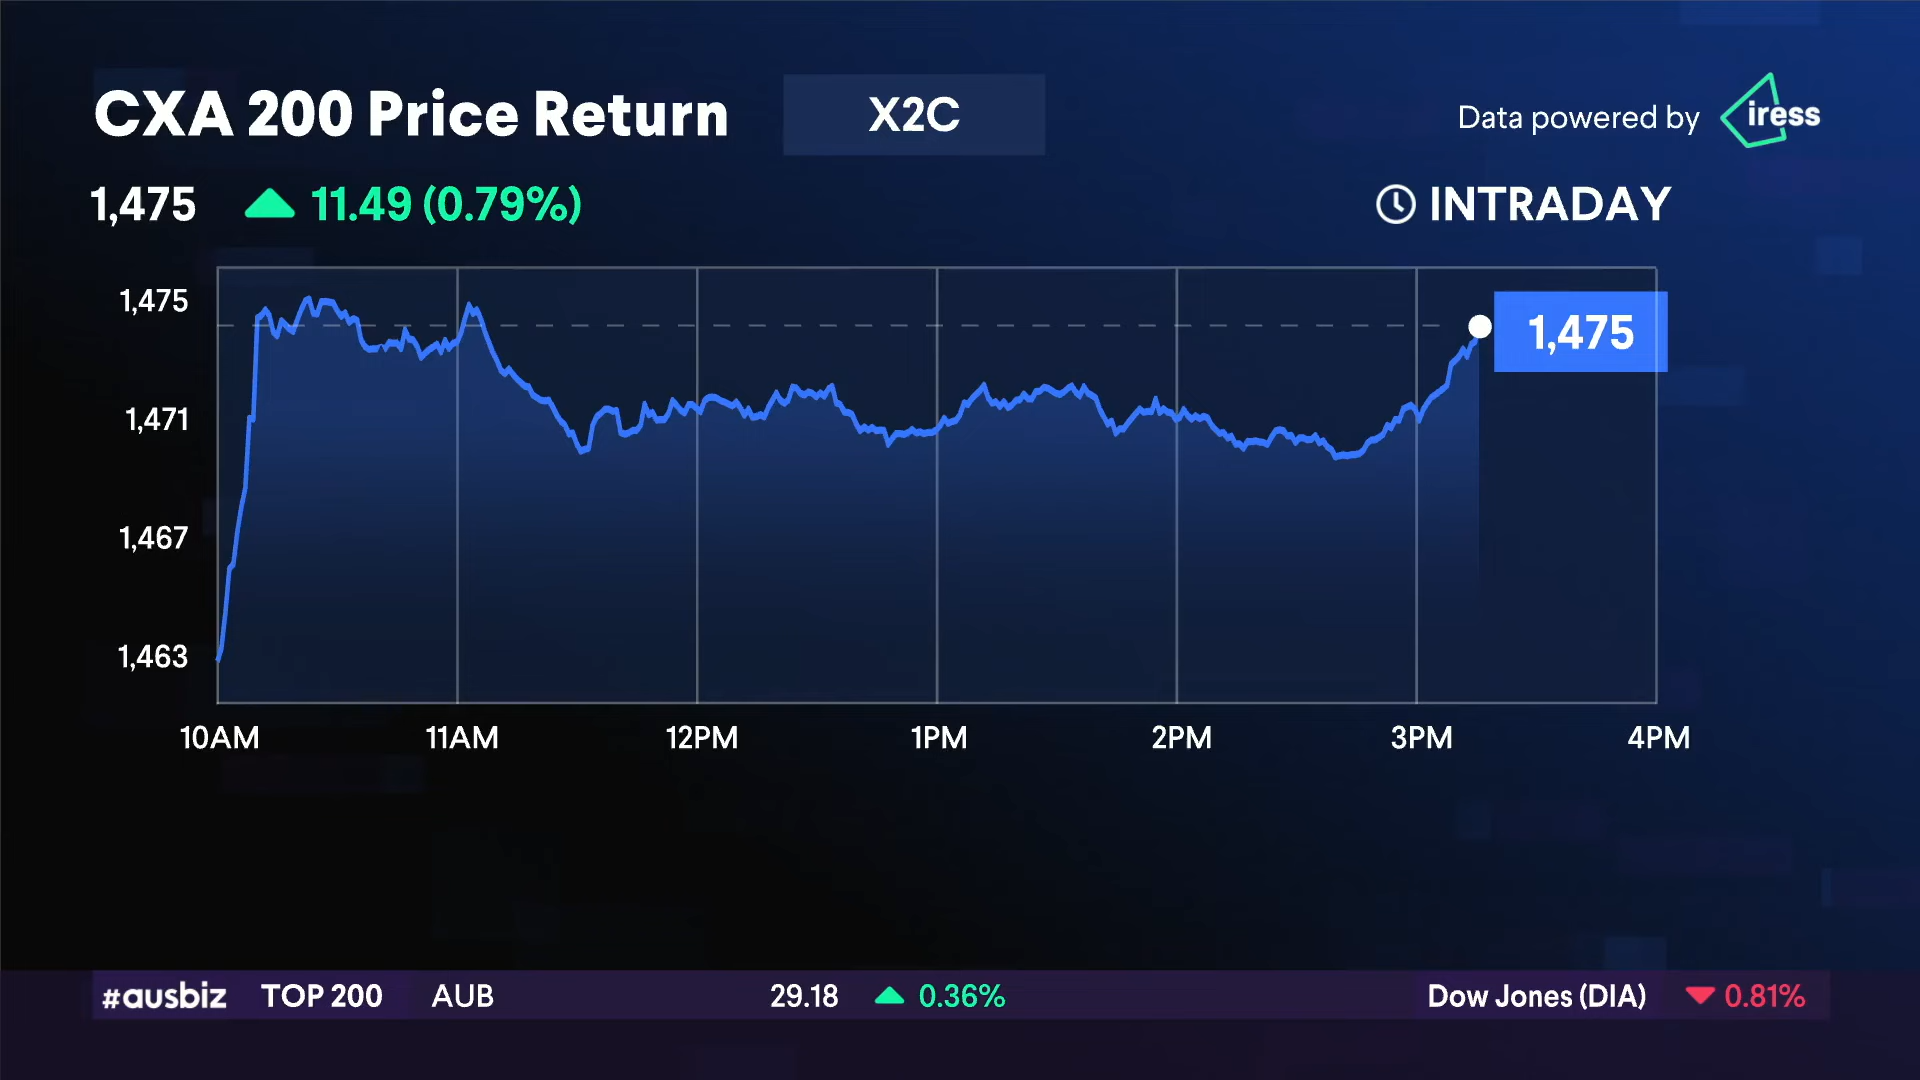 CXA 200 Price Return X2C Data powered by iress
1,475 11.49 (0.79%) INTRADAY
1,475
1,475
1,471
1,467
1,463
10AM 11AM 12PM 1PM 2PM 3PM 4PM
#ausbiz TOP 200 AUB 29.18 0.36% Dow Jones (DIA) 0.81%